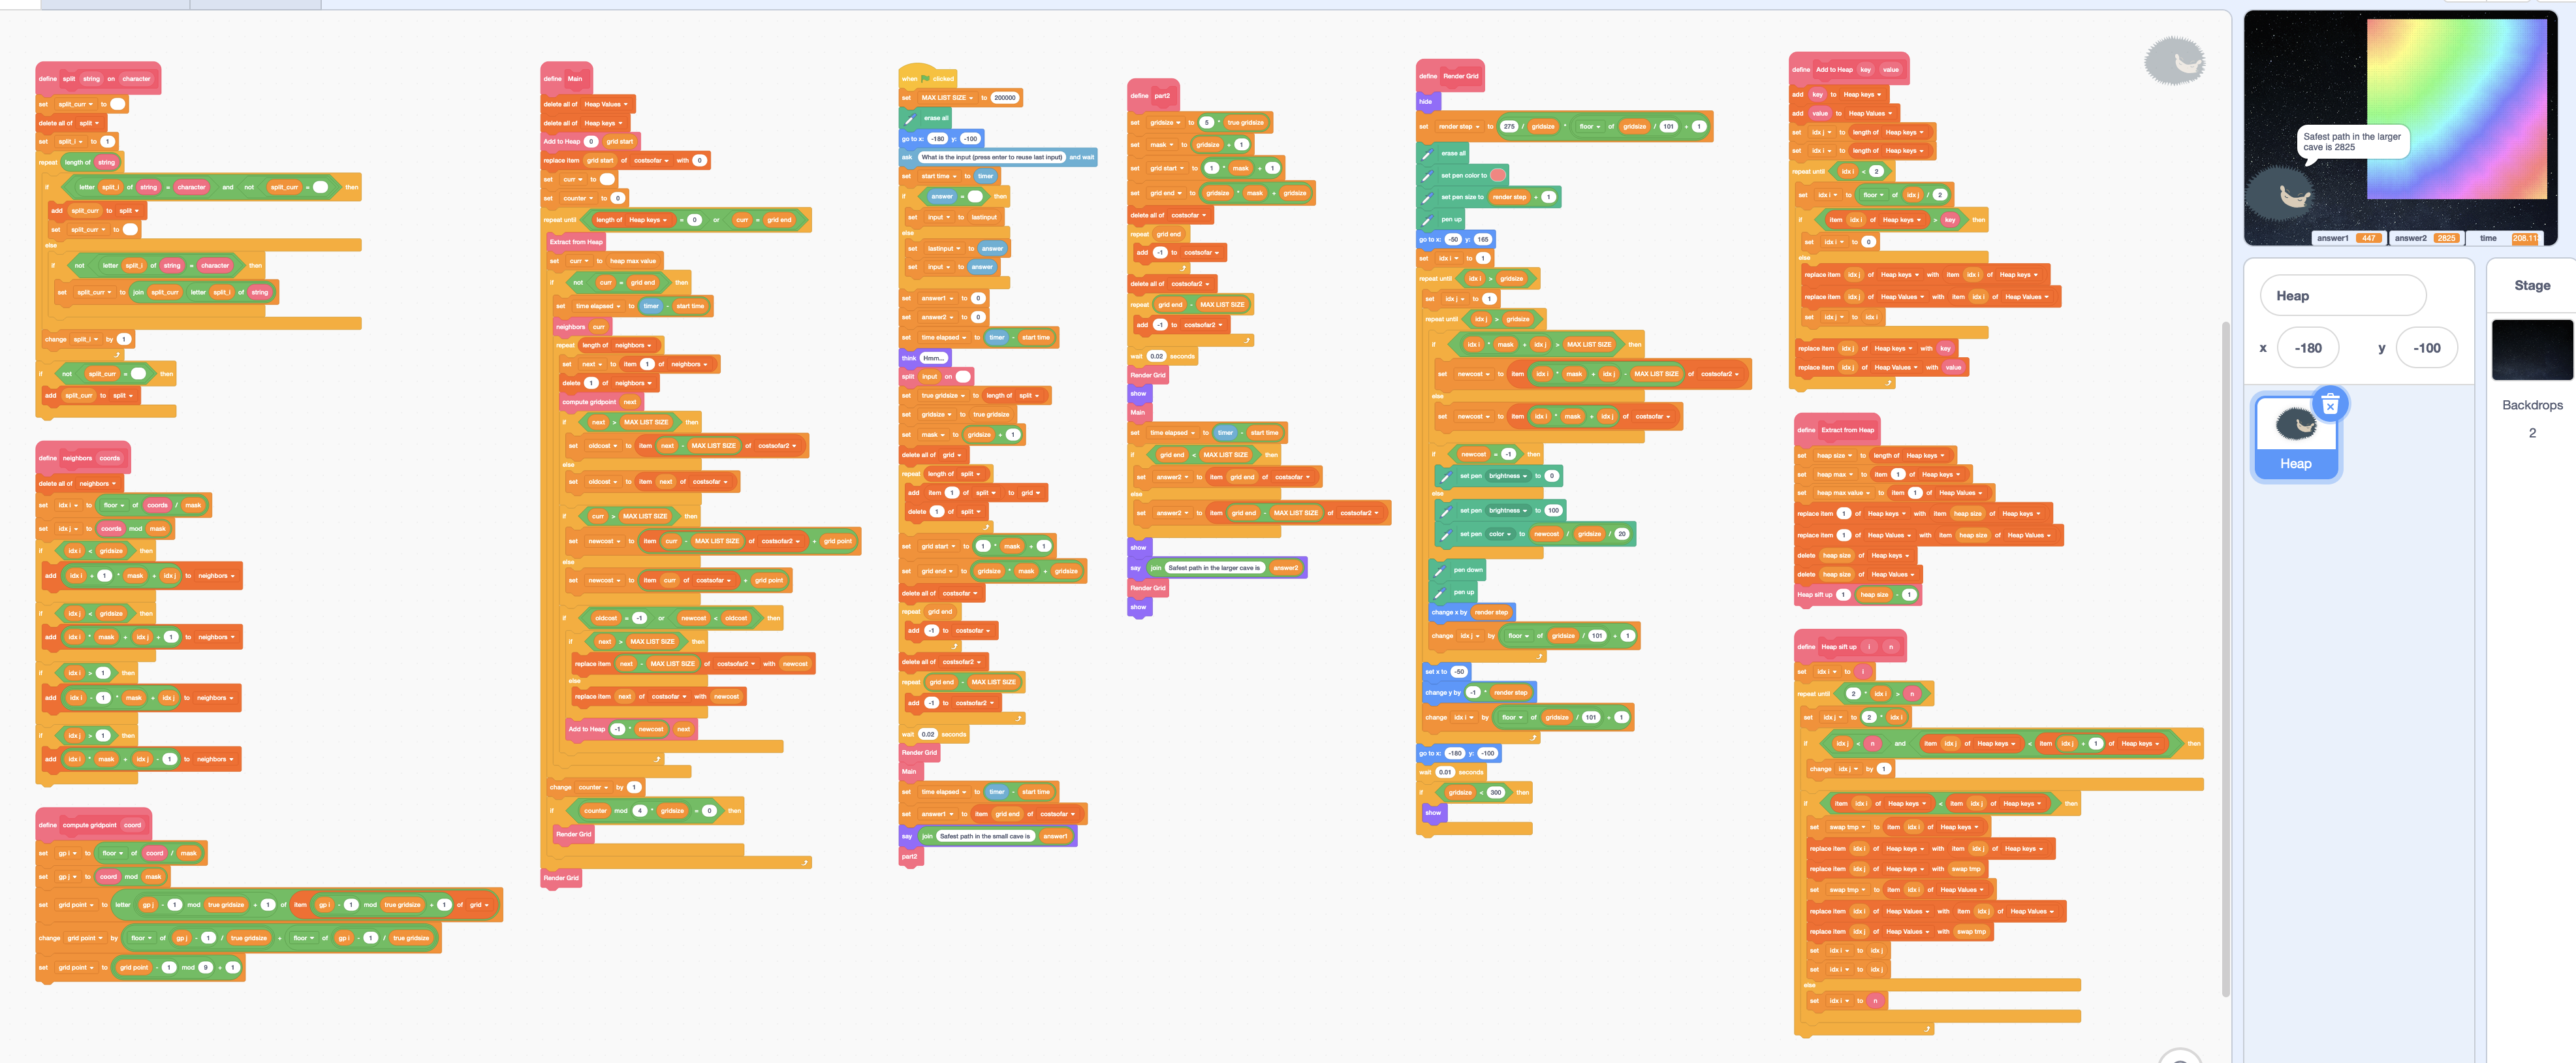 define split string on character
set split_curr to
delete all of split
set split_i to 1
repeat length of string
if letter split_i of string = character and not split_curr = then
add split_curr to split
set split_curr to
else
if not letter split_i of string = character then
set split_curr to join split_curr letter split_i of string
change split_i by 1
if not split_curr = then
add split_curr to split
define neighbors coords
delete all of neighbors
set idx i to floor of coords / mask
set idx j to coords mod mask
if idx i < gridsize then
add idx i + 1 * mask + idx j to neighbors
if idx j < gridsize then
add idx i * mask + idx j + 1 to neighbors
if idx i > 1 then
add idx i - 1 * mask + idx j to neighbors
if idx j > 1 then
add idx i * mask + idx j - 1 to neighbors
define compute gridpoint coord
set gp i to floor of coord / mask
set gp j to coord mod mask
set grid point to letter gp j - 1 mod true gridsize + 1 of item gp i - 1 mod true gridsize + 1 of grid
change grid point by floor of gp j - 1 / true gridsize + floor of gp i - 1 / true gridsize
set grid point to grid point - 1 mod 9 + 1
define Main
delete all of Heap Values
delete all of Heap keys
Add to Heap 0 grid start
replace item grid start of costsofar with 0
set curr to
set counter to 0
repeat until length of Heap keys = 0 or curr = grid end
Extract from Heap
set curr to heap max value
if not curr = grid end then
set time elapsed to timer - start time
neighbors curr
repeat length of neighbors
set next to item 1 of neighbors
delete 1 of neighbors
compute gridpoint next
if next > MAX LIST SIZE then
set oldcost to item next - MAX LIST SIZE of costsofar2
else
set oldcost to item next of costsofar
if curr > MAX LIST SIZE then
set newcost to item curr - MAX LIST SIZE of costsofar2 + grid point
else
set newcost to item curr of costsofar + grid point
if oldcost = -1 or newcost < oldcost then
if next > MAX LIST SIZE then
replace item next - MAX LIST SIZE of costsofar2 with newcost
else
replace item next of costsofar with newcost
Add to Heap -1 * newcost next
change counter by 1
if counter mod 4 * gridsize = 0 then
Render Grid
Render Grid
when clicked
set MAX LIST SIZE to 200000
erase all
go to x: -180 y: -100
ask What is the input (press enter to reuse last input) and wait
set start time to timer
if answer = then
set input to lastinput
else
set lastinput to answer
set input to answer
set answer1 to 0
set answer2 to 0
set time elapsed to timer - start time
think Hmm...
split input on
set true gridsize to length of split
set gridsize to true gridsize
set mask to gridsize + 1
delete all of grid
repeat length of split
add item 1 of split to grid
delete 1 of split
set grid start to 1 * mask + 1
set grid end to gridsize * mask + gridsize
delete all of costsofar
repeat grid end
add -1 to costsofar
delete all of costsofar2
repeat grid end - MAX LIST SIZE
add -1 to costsofar2
wait 0.02 seconds
Render Grid
Main
set time elapsed to timer - start time
set answer1 to item grid end of costsofar
say join Safest path in the small cave is answer1
part2
define part2
set gridsize to 5 * true gridsize
set mask to gridsize + 1
set grid start to 1 * mask + 1
set grid end to gridsize * mask + gridsize
delete all of costsofar
repeat grid end
add -1 to costsofar
delete all of costsofar2
repeat grid end - MAX LIST SIZE
add -1 to costsofar2
wait 0.02 seconds
Render Grid
show
Main
set time elapsed to timer - start time
if grid end < MAX LIST SIZE then
set answer2 to item grid end of costsofar
else
set answer2 to item grid end - MAX LIST SIZE of costsofar2
show
say join Safest path in the larger cave is answer2
Render Grid
show
define Render Grid
hide
set render step to 275 / gridsize * floor of gridsize / 101 + 1
erase all
set pen color to
set pen size to render step + 1
pen up
go to x: -50 y: 165
set idx i to 1
repeat until idx i > gridsize
set idx j to 1
repeat until idx j > gridsize
if idx i * mask + idx j > MAX LIST SIZE then
set newcost to item idx i * mask + idx j - MAX LIST SIZE of costsofar2
else
set newcost to item idx i * mask + idx j of costsofar
if newcost = -1 then
set pen brightness to 0
else
set pen brightness to 100
set pen color to newcost / gridsize / 20
pen down
pen up
change x by render step
change idx j by floor of gridsize / 101 + 1
set x to -50
change y by -1 * render step
change idx i by floor of gridsize / 101 + 1
go to x: -180 y: -100
wait 0.01 seconds
if gridsize < 300 then
show
define Add to Heap key value
add key to Heap keys
add value to Heap Values
set idx j to length of Heap keys
set idx i to length of Heap keys
repeat until idx i < 2
set idx i to floor of idx j / 2
if item idx i of Heap keys > key then
set idx i to 0
else
replace item idx j of Heap keys with item idx i of Heap keys
replace item idx j of Heap Values with item idx i of Heap Values
set idx j to idx i
replace item idx j of Heap keys with key
replace item idx j of Heap Values with value
define Extract from Heap
set heap size to length of Heap keys
set heap max to item 1 of Heap keys
set heap max value to item 1 of Heap Values
replace item 1 of Heap keys with item heap size of Heap keys
replace item 1 of Heap Values with item heap size of Heap Values
delete heap size of Heap keys
delete heap size of Heap Values
Heap sift up 1 heap size - 1
define Heap sift up i n
set idx i to i
repeat until 2 * idx i > n
set idx j to 2 * idx i
if idx j < n and item idx j of Heap keys < item idx j + 1 of Heap keys then
change idx j by 1
if item idx i of Heap keys < item idx j of Heap keys then
set swap tmp to item idx i of Heap keys
replace item idx i of Heap keys with item idx j of Heap keys
replace item idx j of Heap keys with swap tmp
set swap tmp to item idx i of Heap Values
replace item idx i of Heap Values with item idx j of Heap Values
replace item idx j of Heap Values with swap tmp
set idx i to idx j
set idx i to idx j
else
set idx i to n
Safest path in the larger
cave is 2825
answer1 447 answer2 2825 time 208.11
Heap
x -180 y -100
Heap
Stage
Backdrops
2